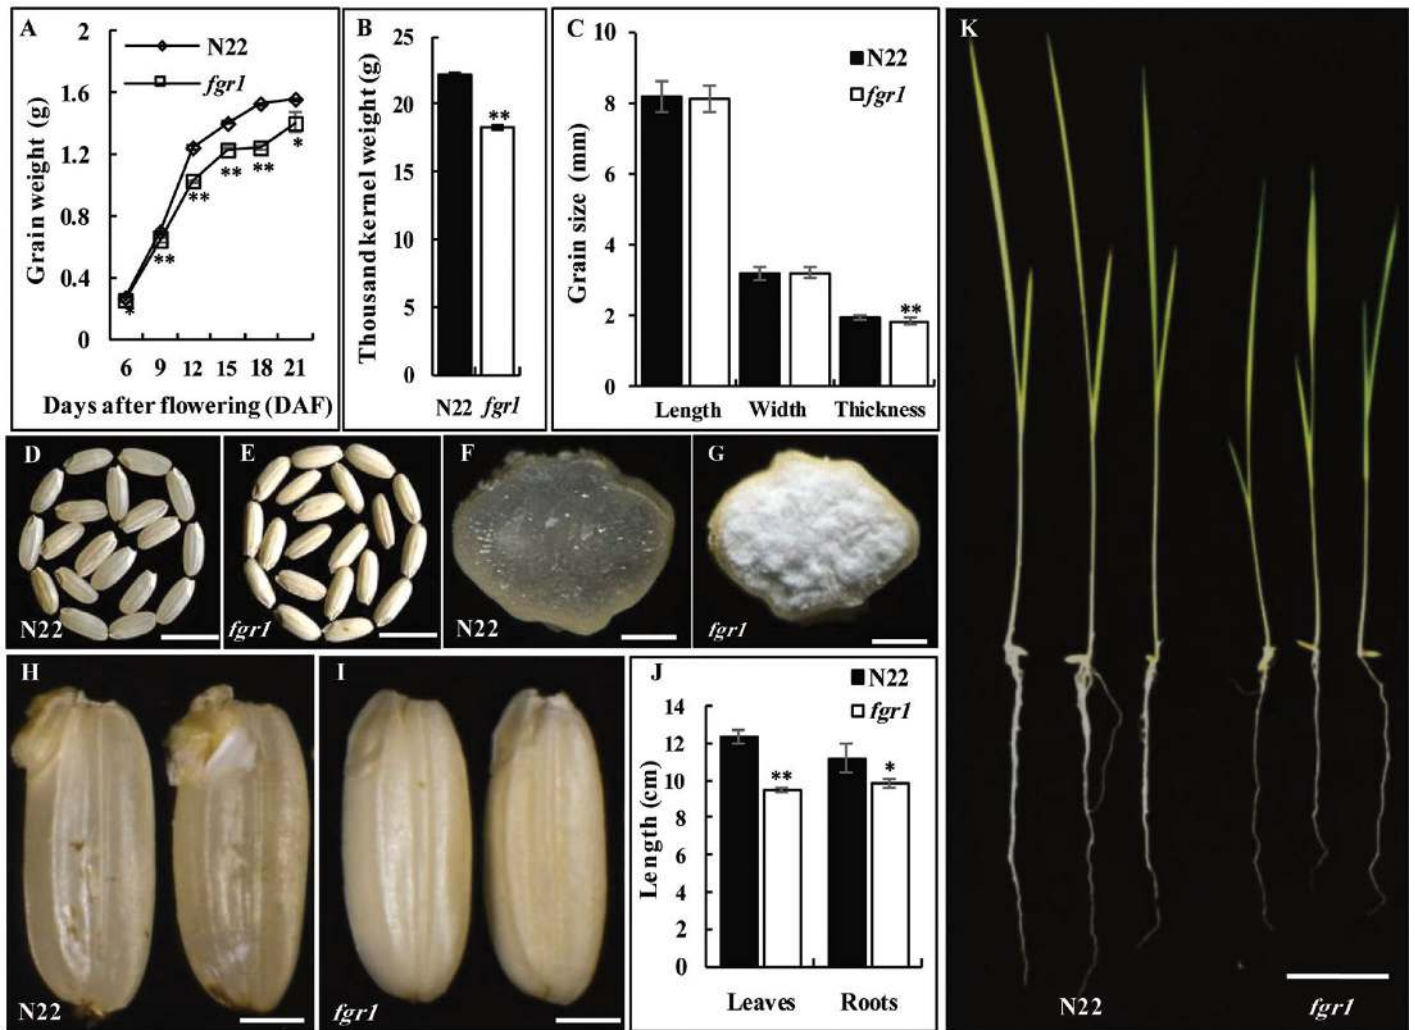 A
Grain weight (g)
2
1.6
1.2
0.8
0.4
0
N22
fgr1
*
**
**
**
**
*
6 9 12 15 18 21
Days after flowering (DAF)
B
Thousand kernel weight (g)
25
20
15
10
5
0
**
N22 fgr1
C
Grain size (mm)
10
8
6
4
2
0
N22
fgr1
**
Length Width Thickness
D
N22
E
fgr1
F
N22
G
fgr1
H
N22
I
fgr1
J
Length (cm)
14
12
10
8
6
4
2
0
N22
fgr1
**
*
Leaves Roots
K
N22 fgr1